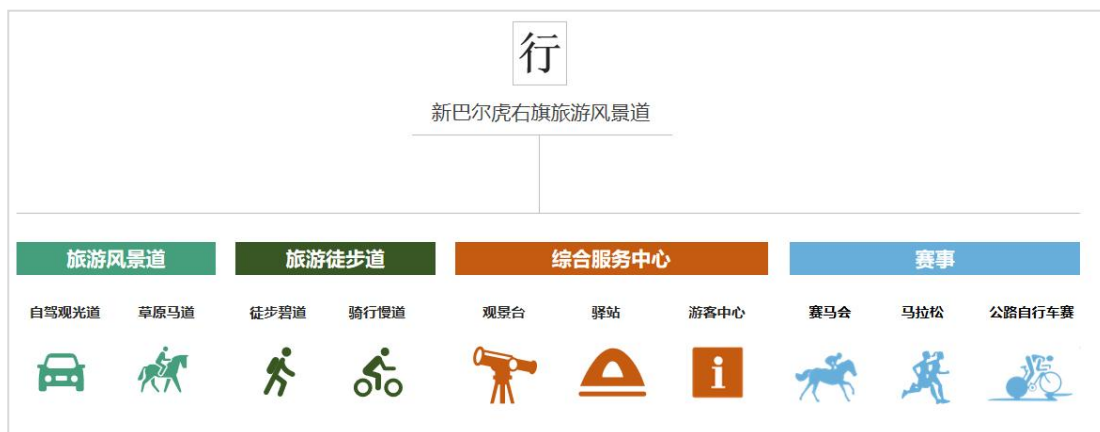 行
新巴尔虎右旗旅游风景道
旅游风景道 旅游徒步道 综合服务中心 赛事
自驾观光道 草原马道 徒步碧道 骑行慢道 观景台 驿站 游客中心 赛马会 马拉松 公路自行车赛
i